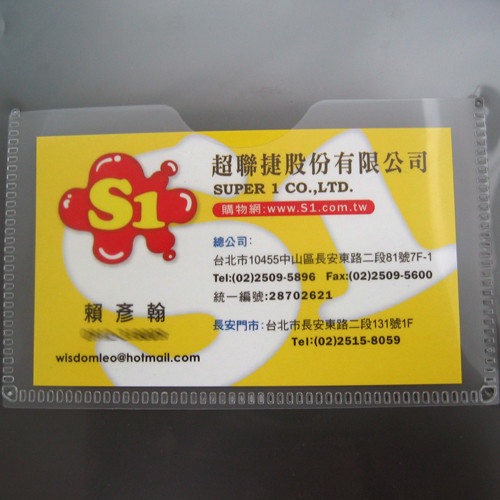 S1
超聯捷股份有限公司
SUPER 1 CO.,LTD.
購物網:www.S1.com.tw
總公司:
台北市10455中山區長安東路二段81號7F-1
Tel:(02)2509-5896 Fax:(02)2509-5600
統一編號:28702621
賴彥翰
長安門市:台北市長安東路二段131號1F
Tel:(02)2515-8059
wisdomleo@hotmail.com